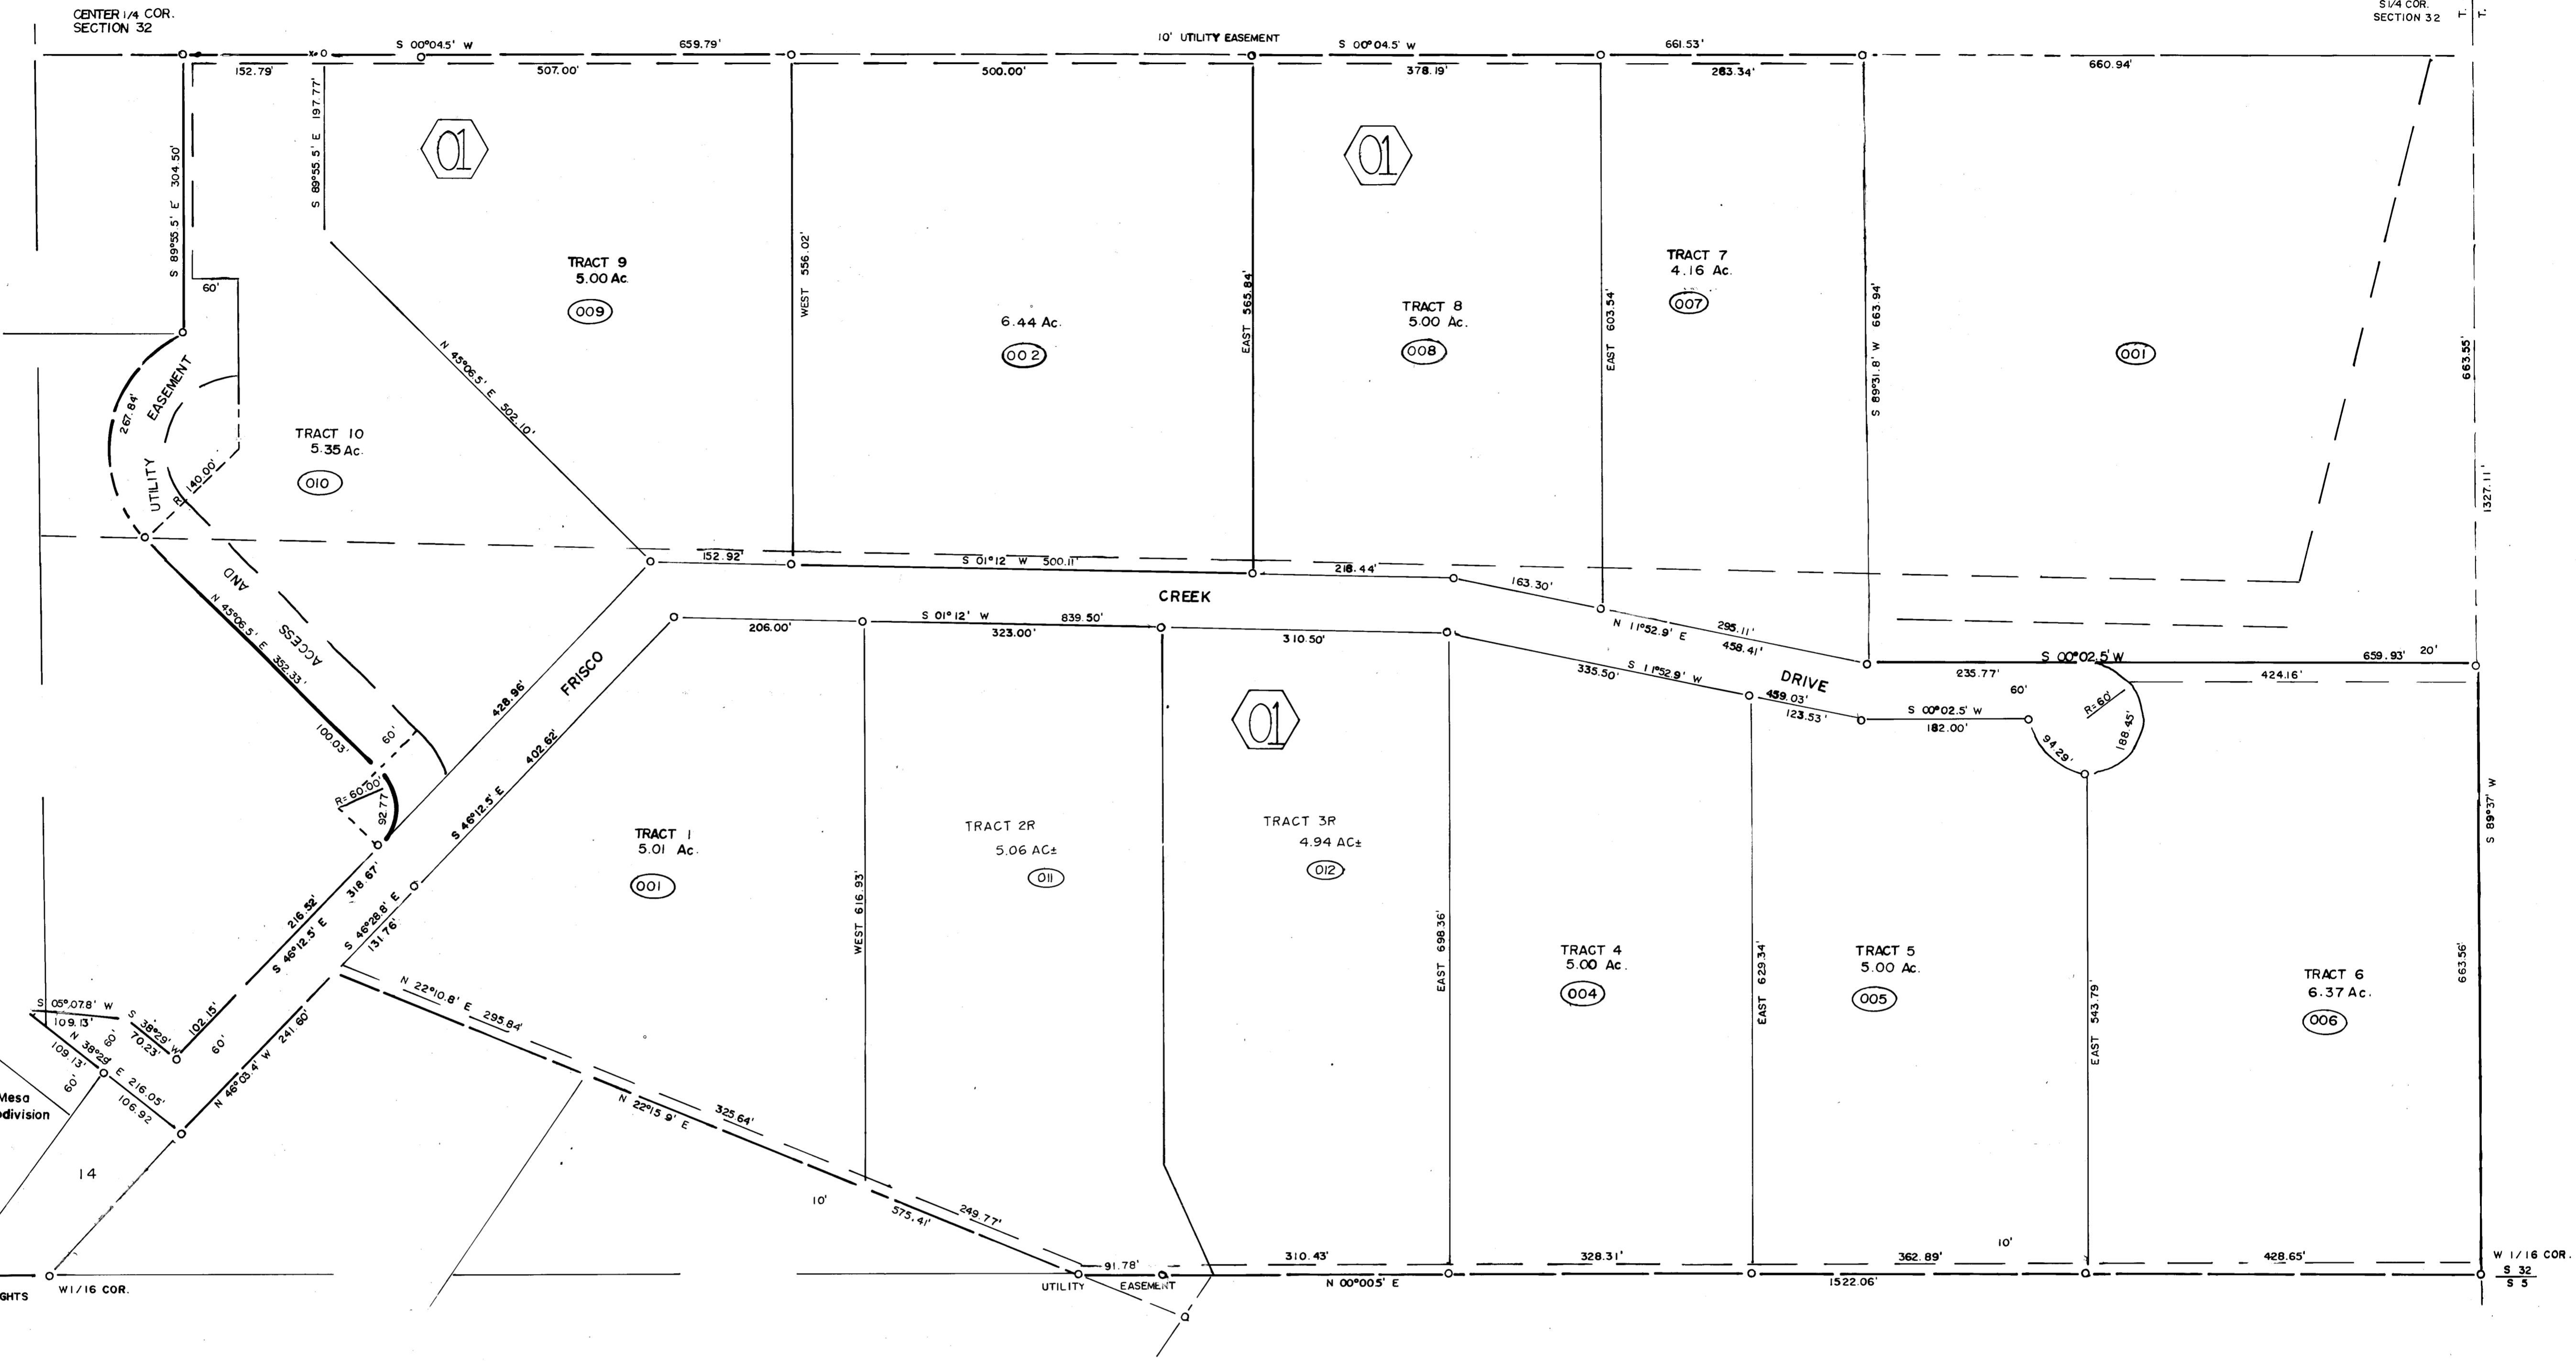 CENTER 1/4 COR.
SECTION 32
S 1/4 COR.
SECTION 32
T.
T.
S 00°04.5' W
659.79'
10' UTILITY EASEMENT
S 00°04.5' W
661.53'
152.79'
507.00'
500.00'
378.19'
283.34'
660.94'
S 89°55.5' E 304.50'
S 89°55.5' E 197.77'
01
01
60'
TRACT 9
5.00 Ac.
009
WEST 556.02'
6.44 Ac.
002
EAST 565.84'
TRACT 8
5.00 Ac.
008
EAST 603.54'
TRACT 7
4.16 Ac.
007
S 89°31.8' W 663.94'
001
663.55'
1327.11'
267.84'
UTILITY EASEMENT
R 140.00'
TRACT 10
5.35 Ac.
010
N 45°06.5' E 502.10'
152.92'
S 01°12' W 500.11'
218.44'
163.30'
CREEK
N 11°52.9' E
295.11'
458.41'
AND
ACCESS
N 45°06.5' E 352.33'
100.03'
60'
R=60.00'
92.77'
428.96'
FRISCO
402.62'
S 46°12.5' E
206.00'
S 01°12' W
839.50'
323.00'
310.50'
335.50'
S 11°52.9' W
459.03'
123.53'
DRIVE
S 00°02.5' W
659.93'
20'
235.77'
60'
424.16'
S 00°02.5' W
182.00'
94.29'
R=60'
188.45'
01
TRACT 1
5.01 Ac.
001
WEST 616.93'
TRACT 2R
5.06 AC±
011
TRACT 3R
4.94 AC±
012
EAST 698.36'
TRACT 4
5.00 Ac.
004
EAST 629.34'
TRACT 5
5.00 Ac.
005
EAST 543.79'
TRACT 6
6.37 Ac.
006
663.56'
S 89°37' W
216.52'
318.67'
S 46°12.5' E
S 46°28.8' E
131.76'
102.15'
60'
N 46°03.4' W 241.60'
S 05°07.8' W
109.13'
S 38°29' W
70.23'
60'
N 38°29' E 216.05'
109.13'
60'
106.92
Mesa
division
14
N 22°10.8' E 295.84'
N 22°15.9' E
325.64'
10'
575.41'
249.77'
91.78'
310.43'
328.31'
362.89'
10'
428.65'
UTILITY EASEMENT
N 00°00.5' E
1522.06'
W 1/16 COR.
S 32
S 5
W 1/16 COR.
GHTS